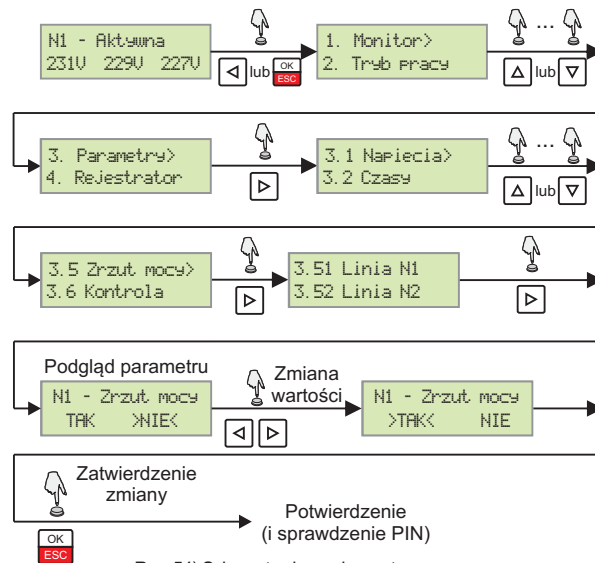 N1 - Aktywna
231V 229V 227V
lub
OK
ESC
1. Monitor>
2. Tryb pracy
...
lub
3. Parametry>
4. Rejestrator
3.1 Napiecia>
3.2 Czasy
...
lub
3.5 Zrzut mocy>
3.6 Kontrola
3.51 Linia N1
3.52 Linia N2
Podgląd parametru
N1 - Zrzut mocy
TAK >NIE<
Zmiana
wartości
N1 - Zrzut mocy
>TAK< NIE
Zatwierdzenie
zmiany
OK
ESC
Potwierdzenie
(i sprawdzenie PIN)